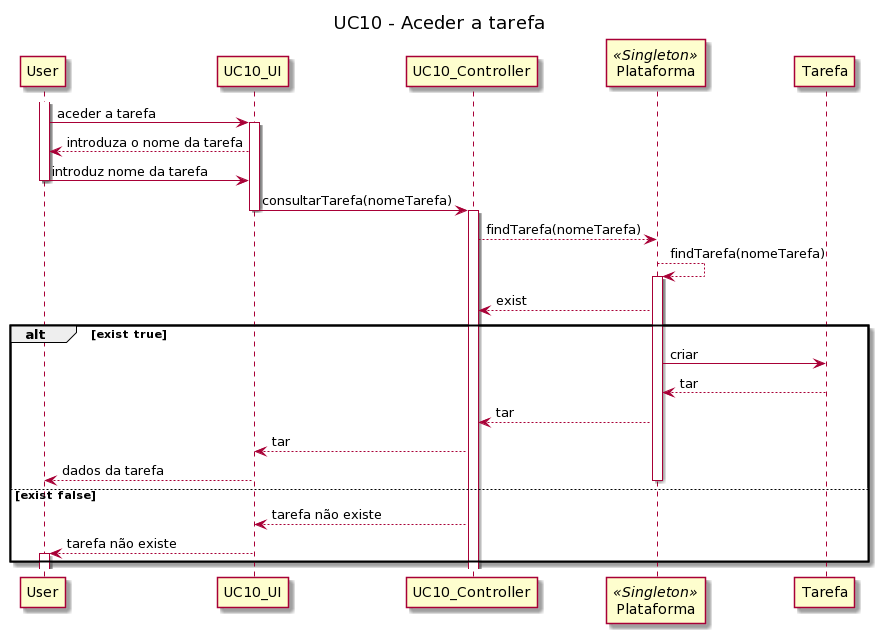 UC10 - Aceder a tarefa
User
UC10_UI
UC10_Controller
«Singleton»
Plataforma
Tarefa
aceder a tarefa
introduza o nome da tarefa
introduz nome da tarefa
consultarTarefa(nomeTarefa)
findTarefa(nomeTarefa)
findTarefa(nomeTarefa)
exist
alt
[exist true]
criar
tar
tar
tar
dados da tarefa
[exist false]
tarefa não existe
tarefa não existe
User
UC10_UI
UC10_Controller
«Singleton»
Plataforma
Tarefa